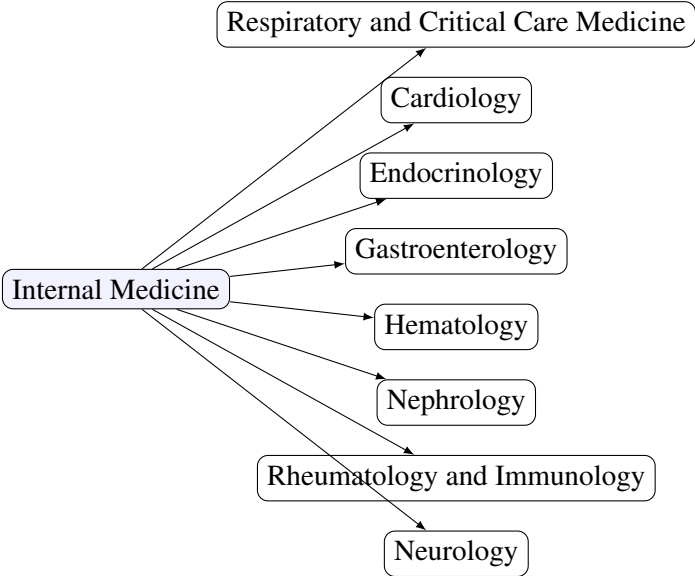 Respiratory and Critical Care Medicine
Cardiology
Endocrinology
Gastroenterology
Internal Medicine
Hematology
Nephrology
Rheumatology and Immunology
Neurology